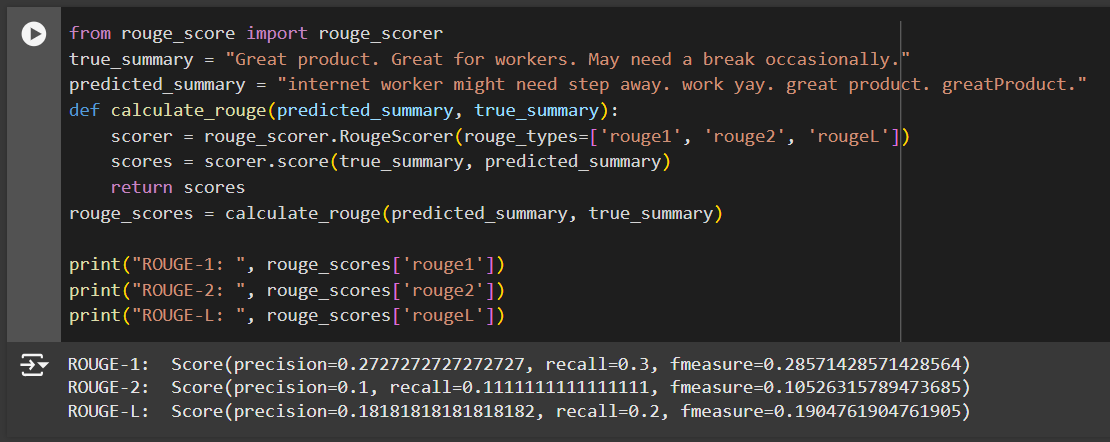 from rouge_score import rouge_scorer
true_summary = "Great product. Great for workers. May need a break occasionally."
predicted_summary = "internet worker might need step away. work yay. great product. greatProduct."
def calculate_rouge(predicted_summary, true_summary):
    scorer = rouge_scorer.RougeScorer(rouge_types=['rouge1', 'rouge2', 'rougeL'])
    scores = scorer.score(true_summary, predicted_summary)
    return scores
rouge_scores = calculate_rouge(predicted_summary, true_summary)

print("ROUGE-1: ", rouge_scores['rouge1'])
print("ROUGE-2: ", rouge_scores['rouge2'])
print("ROUGE-L: ", rouge_scores['rougeL'])
ROUGE-1:  Score(precision=0.2727272727272727, recall=0.3, fmeasure=0.28571428571428564)
ROUGE-2:  Score(precision=0.1, recall=0.1111111111111111, fmeasure=0.10526315789473685)
ROUGE-L:  Score(precision=0.18181818181818182, recall=0.2, fmeasure=0.1904761904761905)